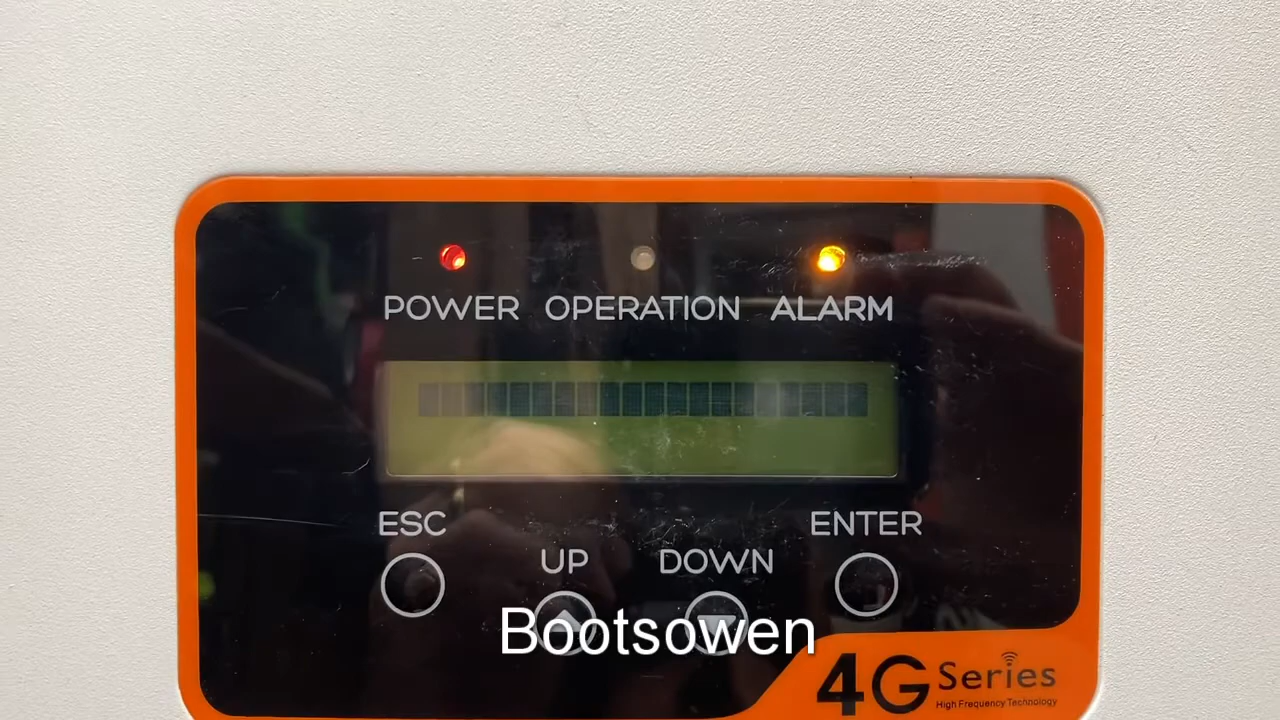 POWER OPERATION ALARM
ESC
ENTER
UP
DOWN
Bootsowen
4G Series
High Frequency Technology